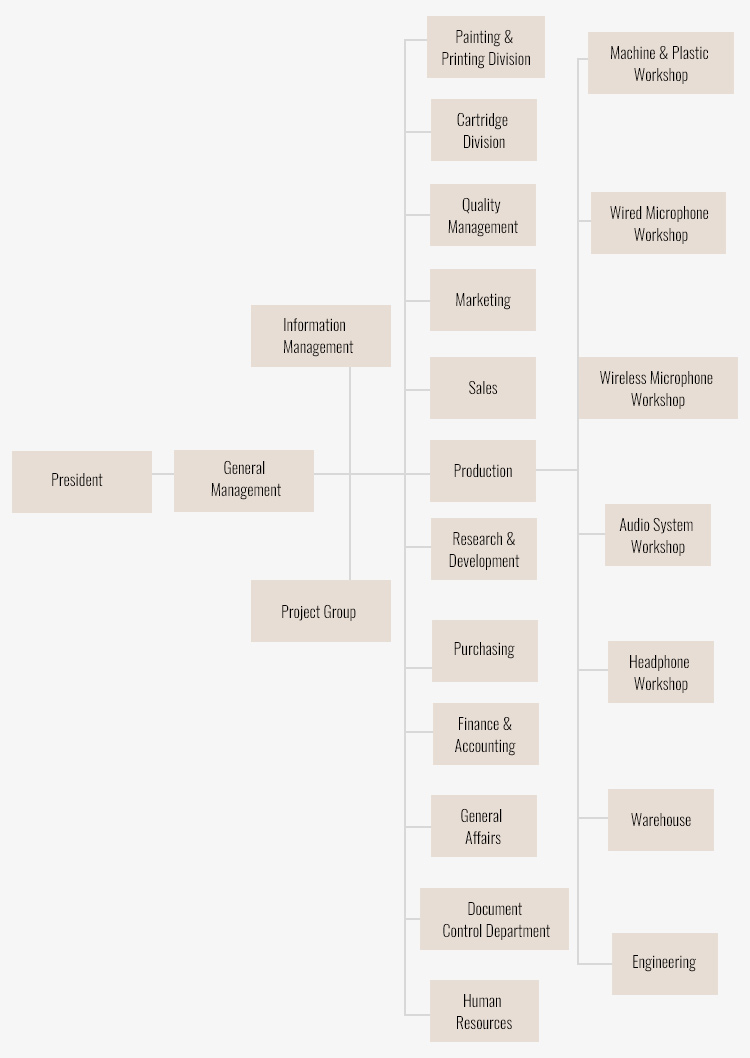 President
General
Management
Information
Management
Project Group
Painting &
Printing Division
Cartridge
Division
Quality
Management
Marketing
Sales
Production
Research &
Development
Purchasing
Finance &
Accounting
General
Affairs
Document
Control Department
Human
Resources
Machine & Plastic
Workshop
Wired Microphone
Workshop
Wireless Microphone
Workshop
Audio System
Workshop
Headphone
Workshop
Warehouse
Engineering